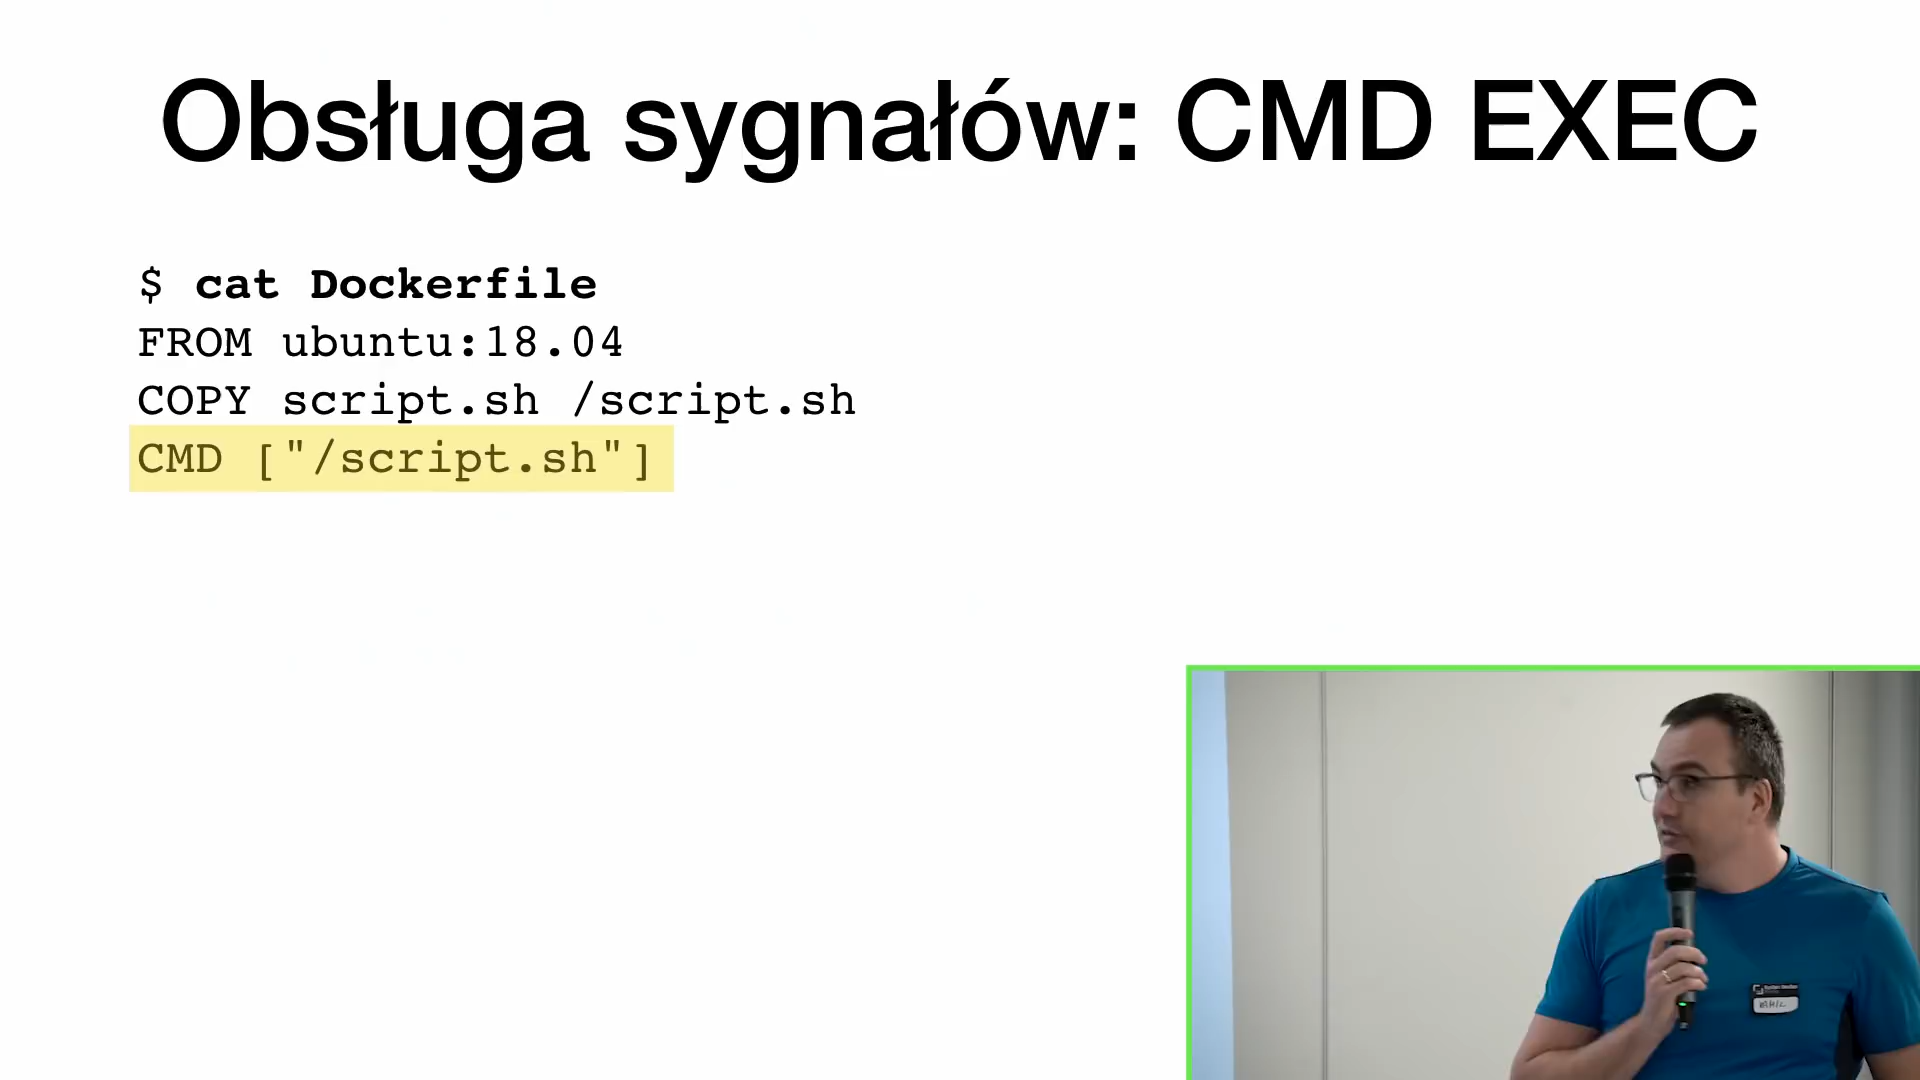 Obsługa sygnałów: CMD EXEC
$ cat Dockerfile
FROM ubuntu:18.04
COPY script.sh /script.sh
CMD ["/script.sh"]